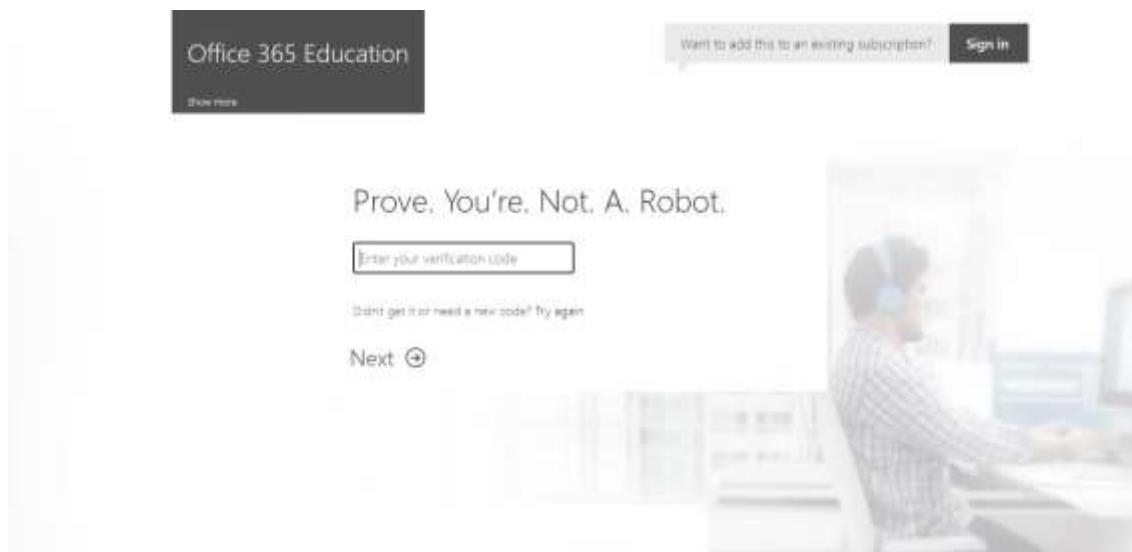 Office 365 Education
Show more
Want to add this to an existing subscription?
Sign in
Prove. You're. Not. A. Robot.
Enter your verification code
Didn't get it or need a new code? Try again
Next